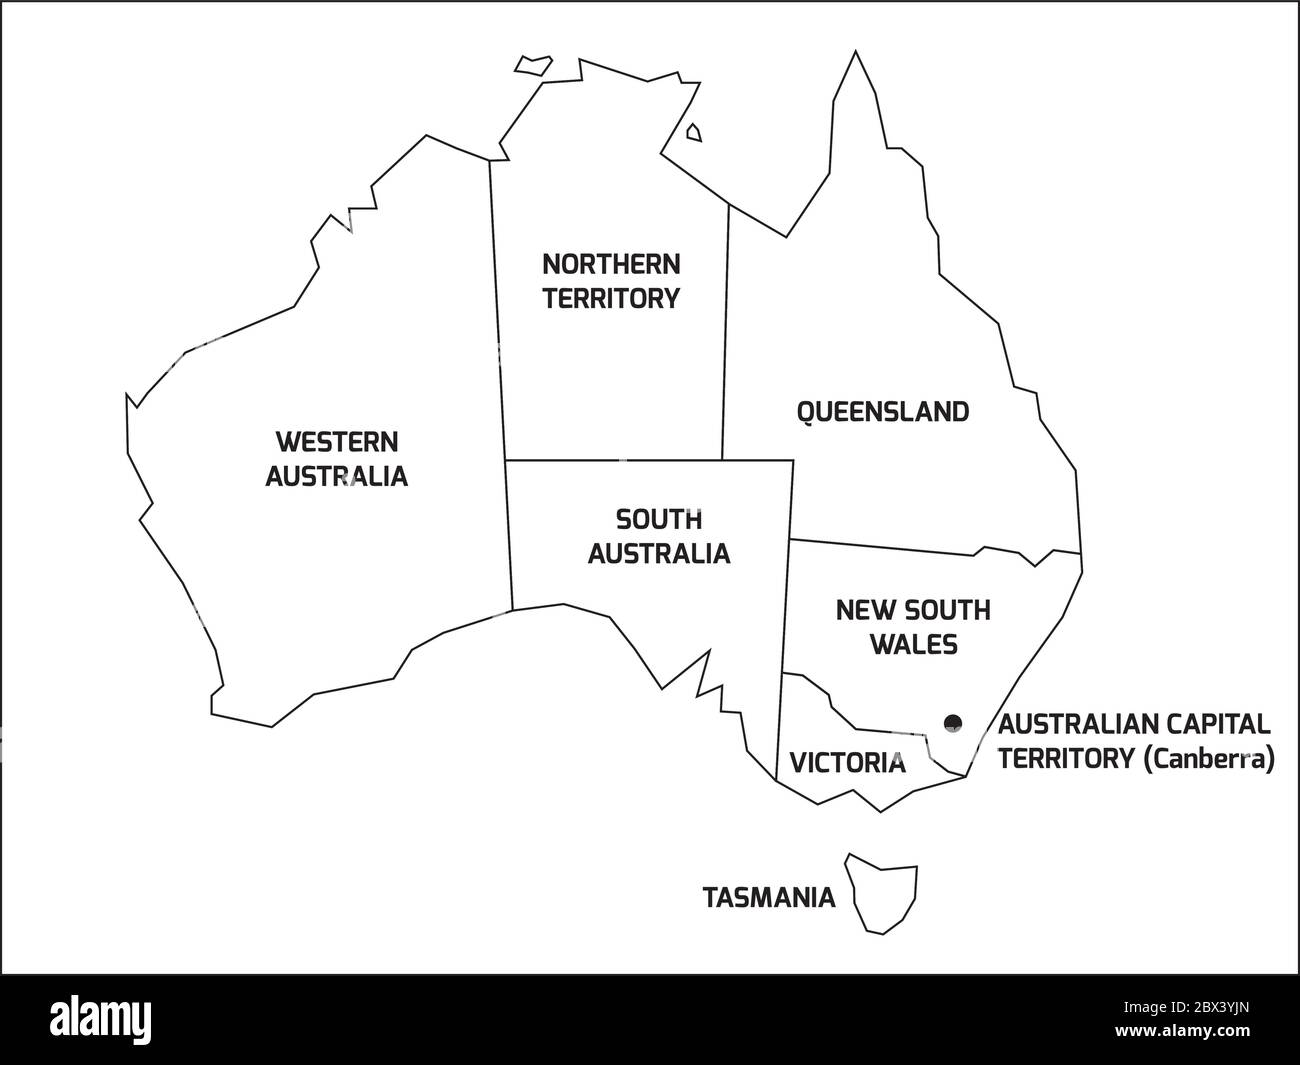 NORTHERN
TERRITORY
QUEENSLAND
WESTERN
AUSTRALIA
SOUTH
AUSTRALIA
NEW SOUTH
WALES
AUSTRALIAN CAPITAL
TERRITORY (Canberra)
VICTORIA
TASMANIA
alamy
Image ID: 2BX3YJN
www.alamy.com